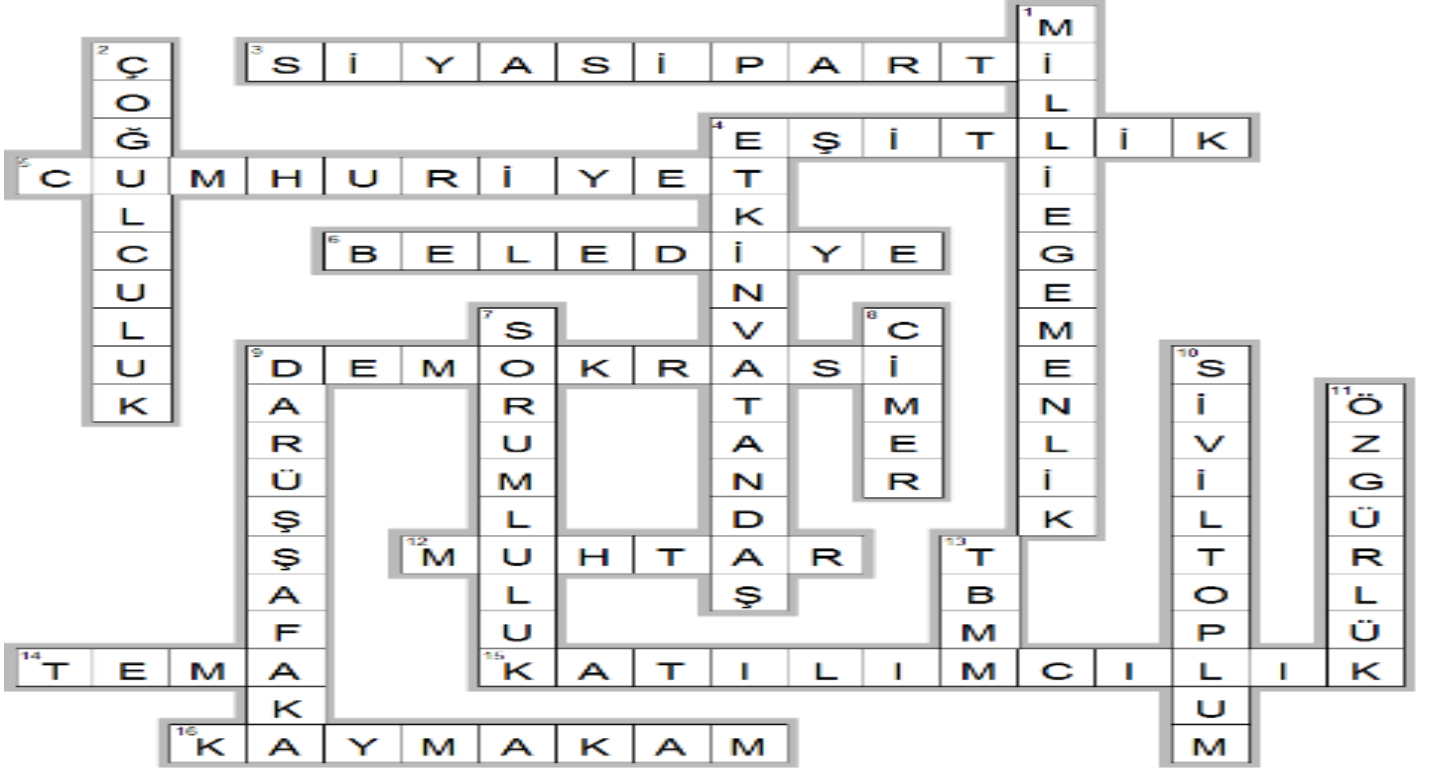 1 MİLLİEGEMENLİK
2 ÇOĞULCULUK
3 SİYASİPARTİ
4 EŞİTLİK
ETKİNVATANDAŞ
5 CUMHURİYET
6 BELEDİYE
7 SORUMLULUK
8 CİMER
9 DEMOKRASİ
DARÜŞŞAFAKA
10 SİVİLTOPLUM
11 ÖZGÜRLÜK
12 MUHTAR
13 TBMM
14 TEMA
15 KATILIMCILIK
16 KAYMAKAM